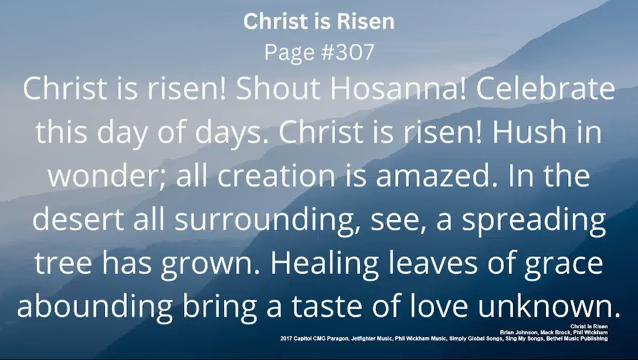 Christ is Risen
Page #307
Christ is risen! Shout Hosanna! Celebrate
this day of days. Christ is risen! Hush in
wonder; all creation is amazed. In the
desert all surrounding, see, a spreading
tree has grown. Healing leaves of grace
abounding bring a taste of love unknown.
Christ Is Risen
Brian Johnson, Mack Brock, Phil Wickham
2017 Capitol CMG Paragon, Jetfighter Music, Phil Wickham Music, Simply Global Songs, Sing My Songs, Bethel Music Publishing